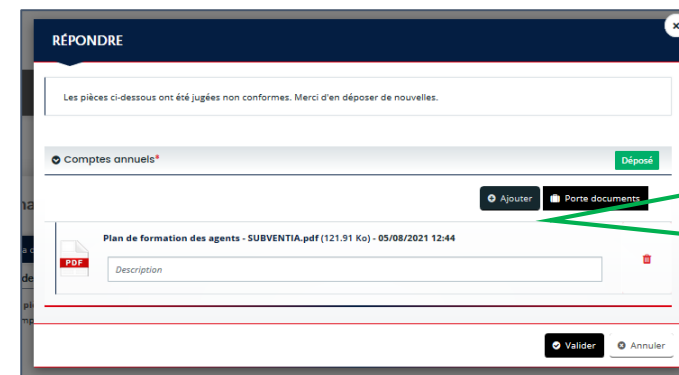 RÉPONDRE
Les pièces ci-dessous ont été jugées non conformes. Merci d'en déposer de nouvelles.
Comptes annuels*
Déposé
Ajouter
Porte documents
Plan de formation des agents - SUBVENTIA.pdf (121.91 Ko) - 05/08/2021 12:44
PDF
Description
Valider
Annuler